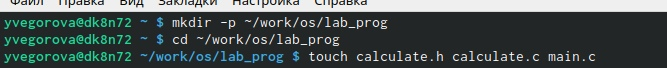 Файл Правка Вид Закладки Настройка Справка
yvegorova@dk8n72 ~ $ mkdir -p ~/work/os/lab_prog
yvegorova@dk8n72 ~ $ cd ~/work/os/lab_prog
yvegorova@dk8n72 ~/work/os/lab_prog $ touch calculate.h calculate.c main.c